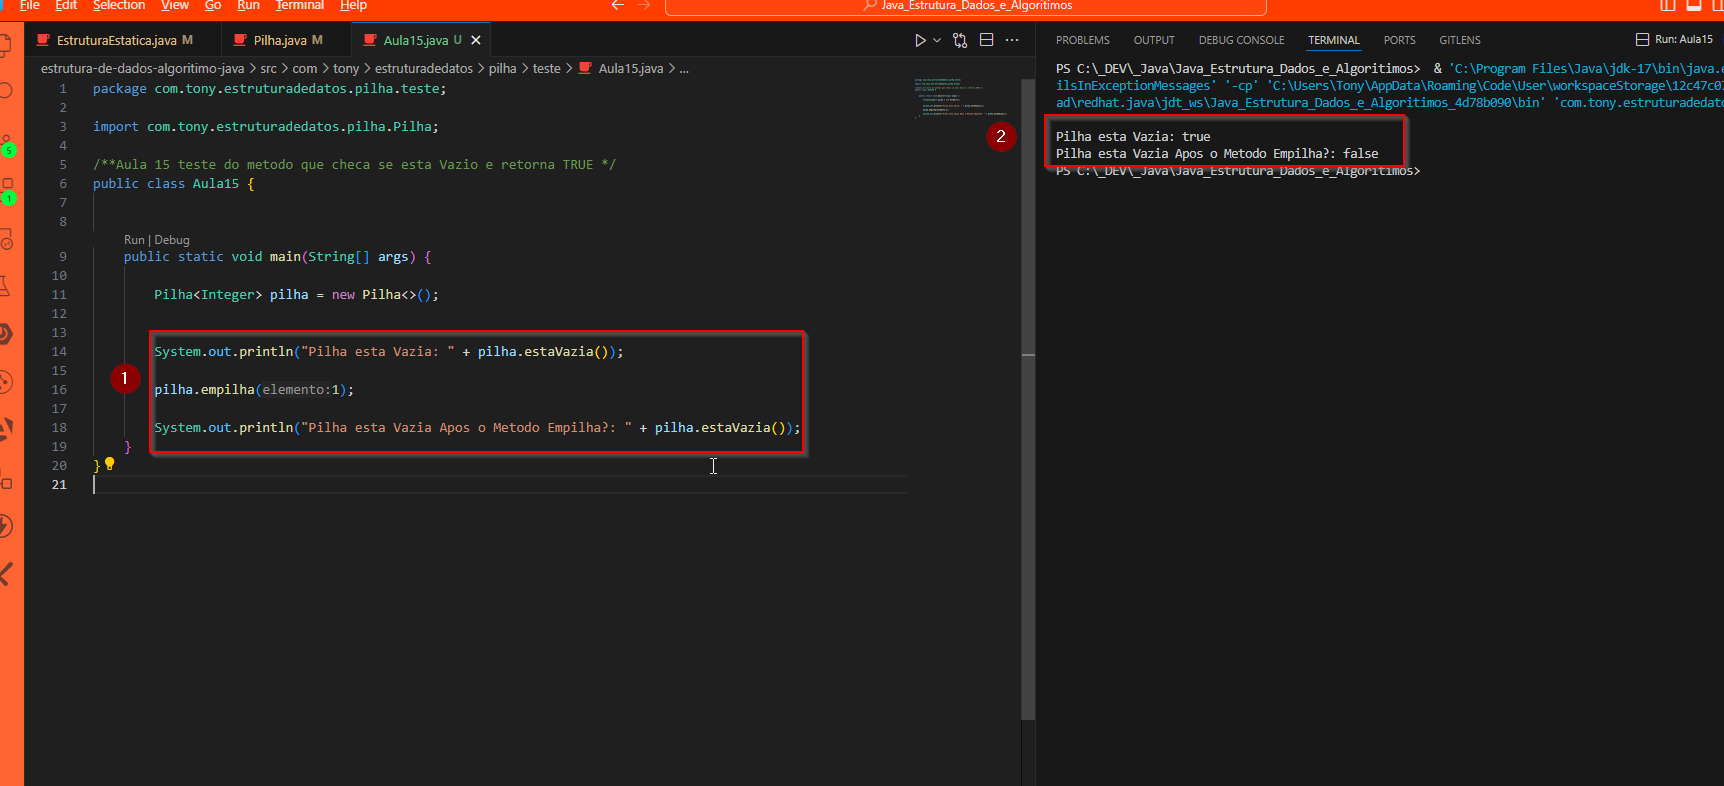 File Edit Selection View Go Run Terminal Help
Java_Estrutura_Dados_e_Algoritimos
EstruturaEstatica.java M Pilha.java M Aula15.java U
estrutura-de-dados-algoritimo-java > src > com > tony > estruturadedatos > pilha > teste > Aula15.java > ...
1 package com.tony.estruturadedatos.pilha.teste;
2
3 import com.tony.estruturadedatos.pilha.Pilha;
4
5 /**Aula 15 teste do metodo que checa se esta Vazio e retorna TRUE */
6 public class Aula15 {
7
8
Run | Debug
9 public static void main(String[] args) {
10
11 Pilha<Integer> pilha = new Pilha<>();
12
13
14 System.out.println("Pilha esta Vazia: " + pilha.estaVazia());
15
1
16 pilha.empilha(elemento:1);
17
18 System.out.println("Pilha esta Vazia Apos o Metodo Empilha?: " + pilha.estaVazia());
19 }
20 }
21
5
1
PROBLEMS OUTPUT DEBUG CONSOLE TERMINAL PORTS GITLENS Run: Aula15
PS C:\_DEV\_Java\Java_Estrutura_Dados_e_Algoritimos> & 'C:\Program Files\Java\jdk-17\bin\java.e
ilsInExceptionMessages' '-cp' 'C:\Users\Tony\AppData\Roaming\Code\User\workspaceStorage\12c47c0
ad\redhat.java\jdt_ws\Java_Estrutura_Dados_e_Algoritimos_4d78b090\bin' 'com.tony.estruturadedato
2
Pilha esta Vazia: true
Pilha esta Vazia Apos o Metodo Empilha?: false
PS C:\_DEV\_Java\Java_Estrutura_Dados_e_Algoritimos>